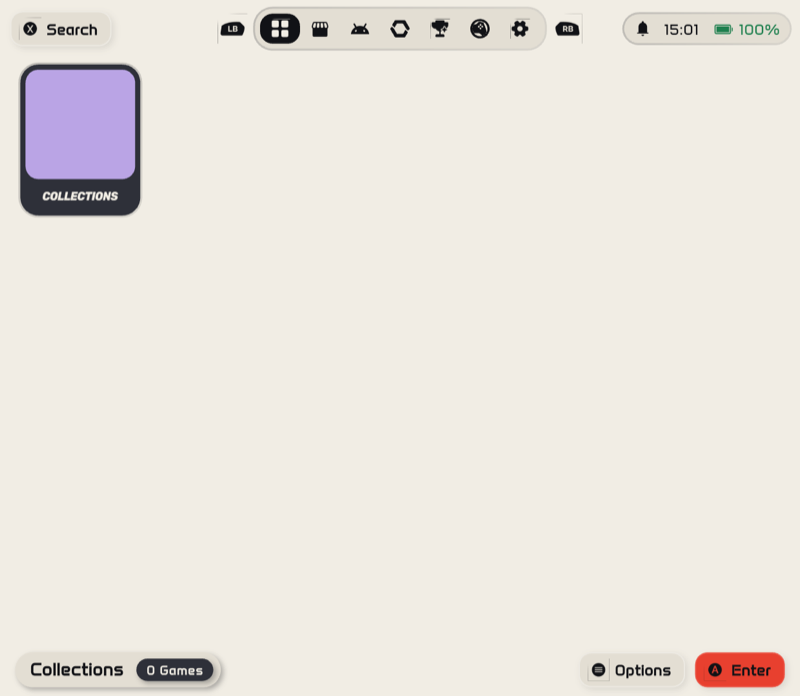 X Search
LB
RB
15:01
100%
COLLECTIONS
Collections
0 Games
Options
A Enter